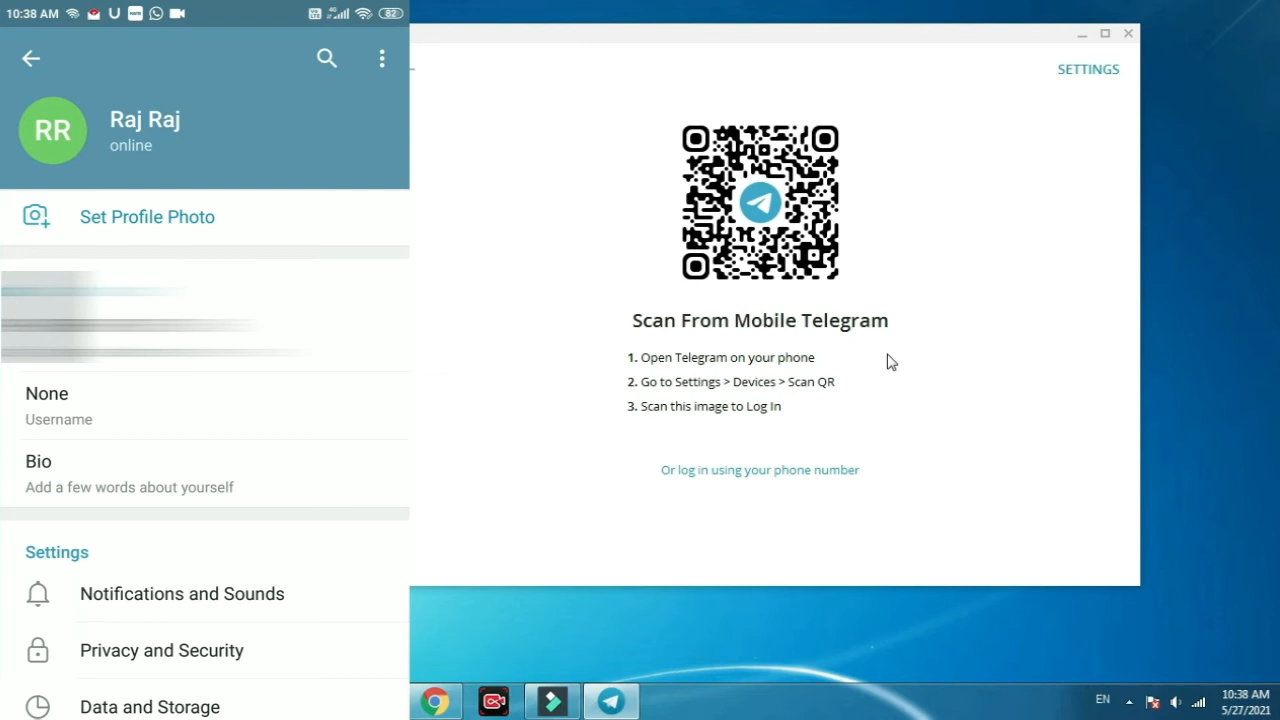 10:38 AM
82
Raj Raj
online
RR
Set Profile Photo
None
Username
Bio
Add a few words about yourself
Settings
Notifications and Sounds
Privacy and Security
Data and Storage
SETTINGS
Scan From Mobile Telegram
1. Open Telegram on your phone
2. Go to Settings > Devices > Scan QR
3. Scan this image to Log In
Or log in using your phone number
EN
10:38 AM
5/27/2021